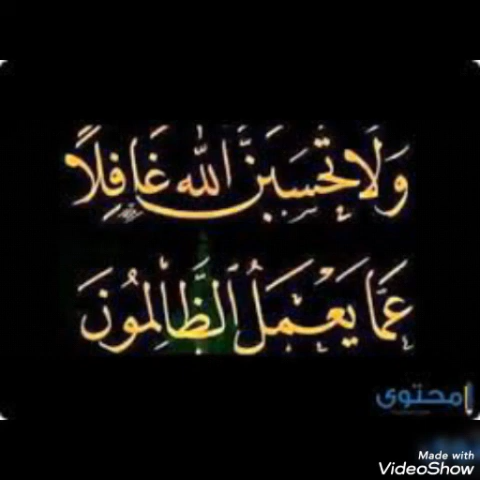 وَلَا تَحْسَبَنَّ اللَّهَ غَافِلًا
عَمَّا يَعْمَلُ الظَّالِمُونَ
محتوى
Made with
VideoShow